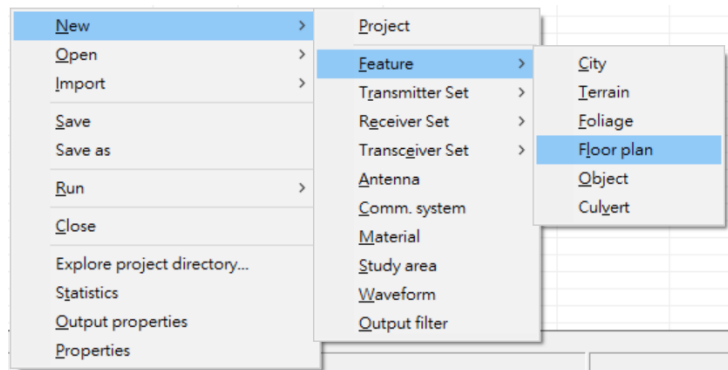 New
Open
Import
Save
Save as
Run
Close
Explore project directory...
Statistics
Output properties
Properties
Project
Feature
Transmitter Set
Receiver Set
Transceiver Set
Antenna
Comm. system
Material
Study area
Waveform
Output filter
City
Terrain
Foliage
Floor plan
Object
Culvert